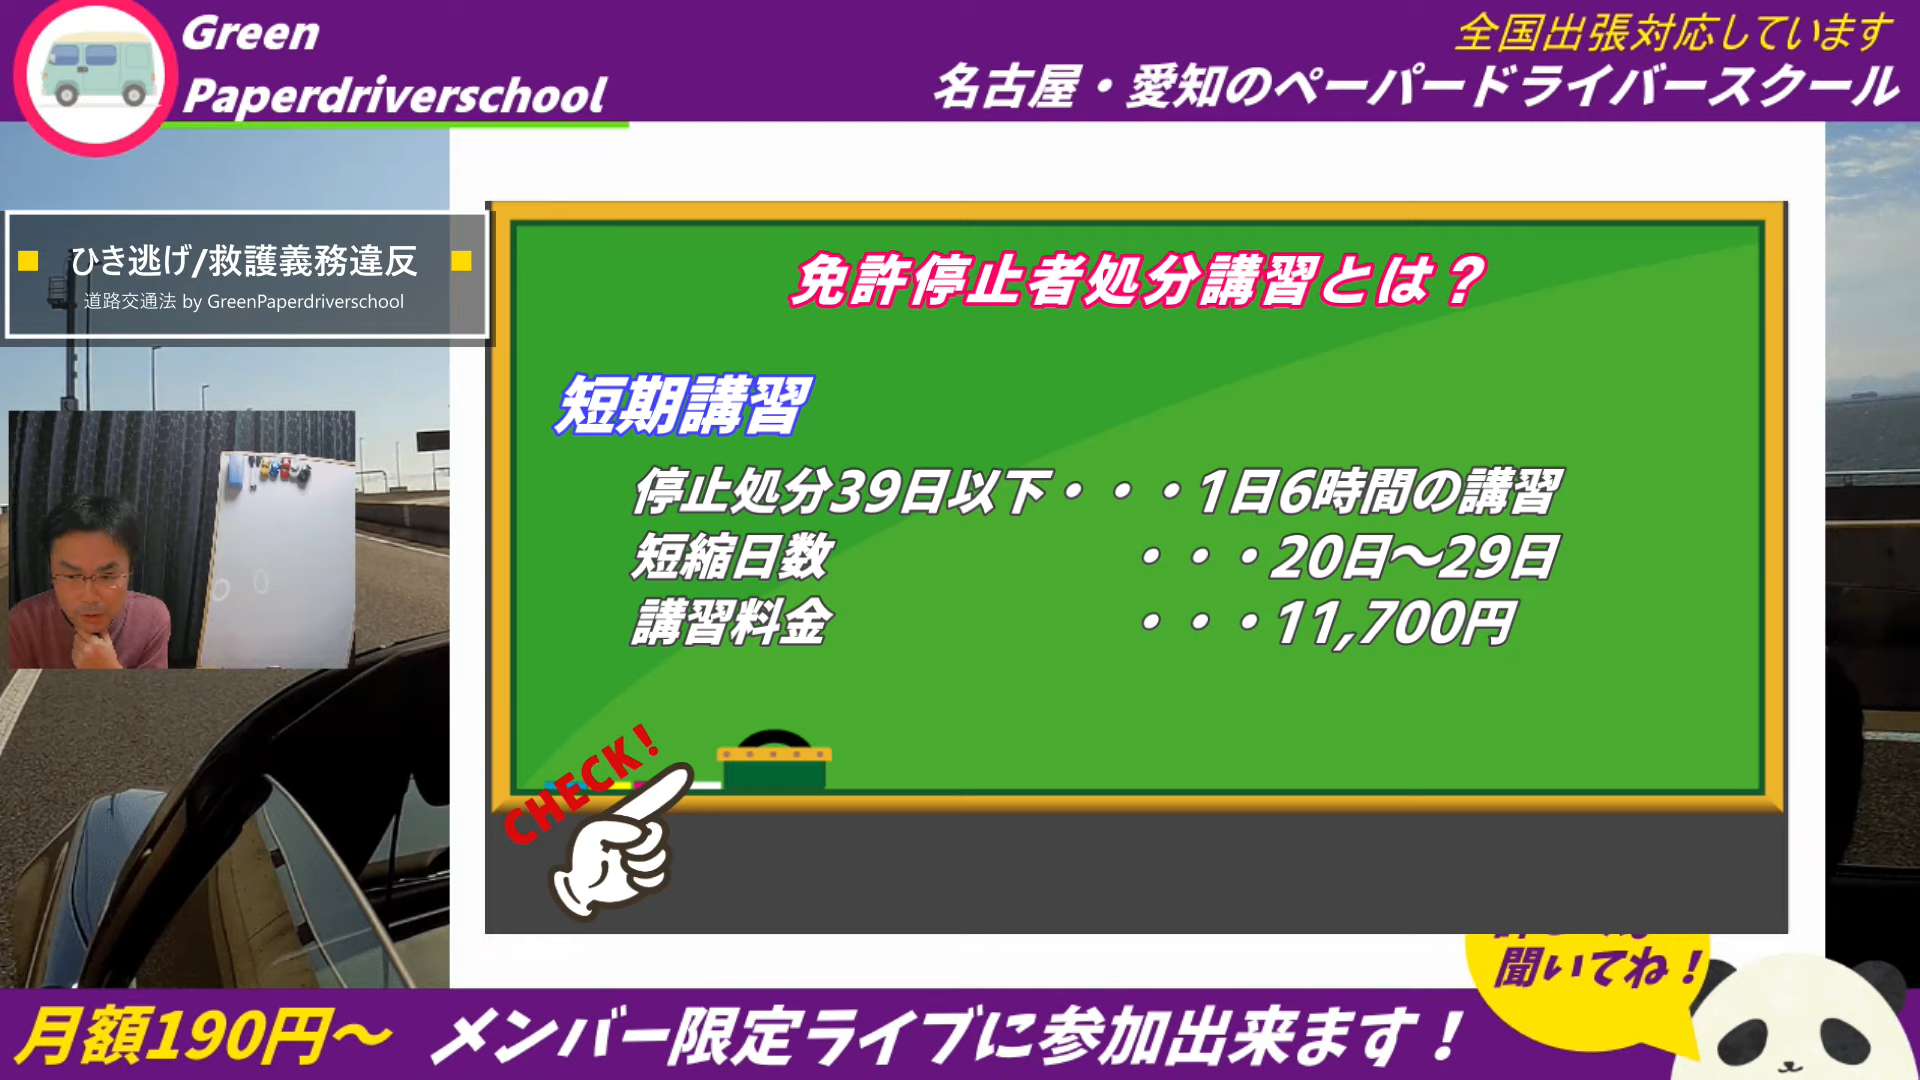 Green
Paperdriverschool
全国出張対応しています
名古屋・愛知のペーパードライバースクール
ひき逃げ/救護義務違反
道路交通法 by GreenPaperdriverschool
免許停止者処分講習とは？
短期講習
停止処分39日以下・・・1日6時間の講習
短縮日数 ・・・20日〜29日
講習料金 ・・・11,700円
CHECK!
聞いてね！
月額190円〜 メンバー限定ライブに参加出来ます！